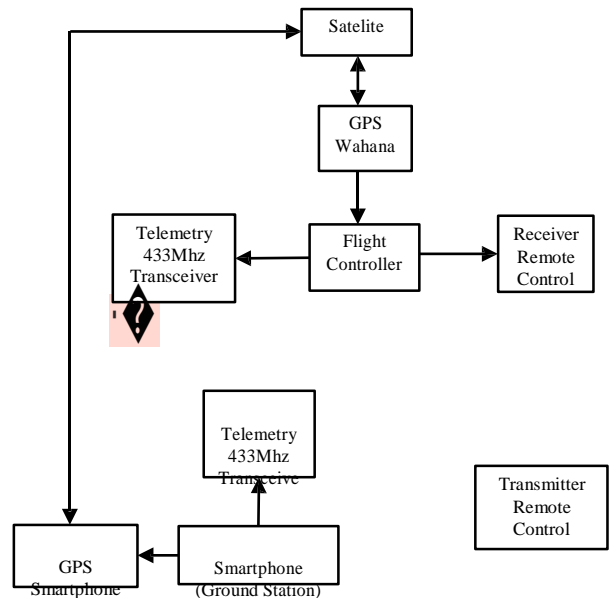 Satelite
GPS
Wahana
Telemetry
433Mhz
Transceiver
Flight
Controller
Receiver
Remote
Control
Telemetry
433Mhz
Transceive
Transmitter
Remote
Control
GPS
Smartphone
Smartphone
(Ground Station)